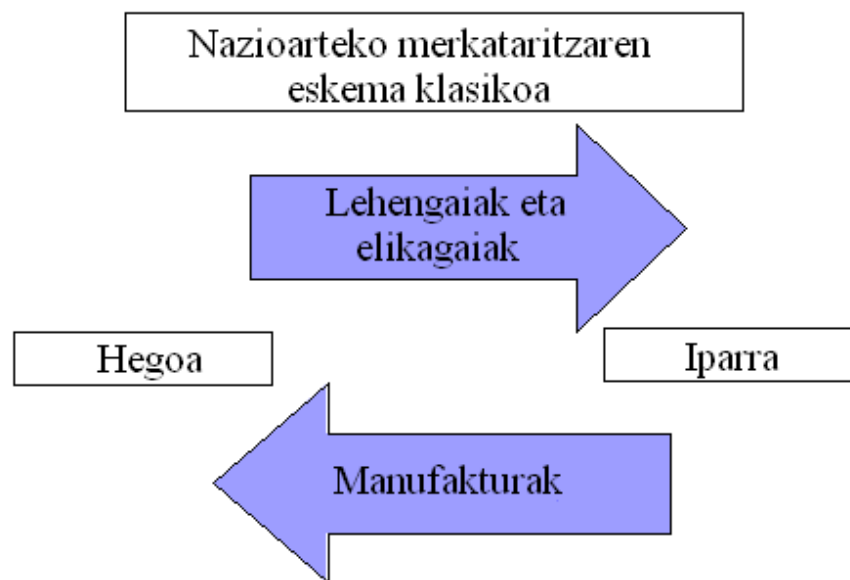 Nazioarteko merkataritzaren
eskema klasikoa
Lehengaiak eta
elikagaiak
Hegoa
Iparra
Manufakturak